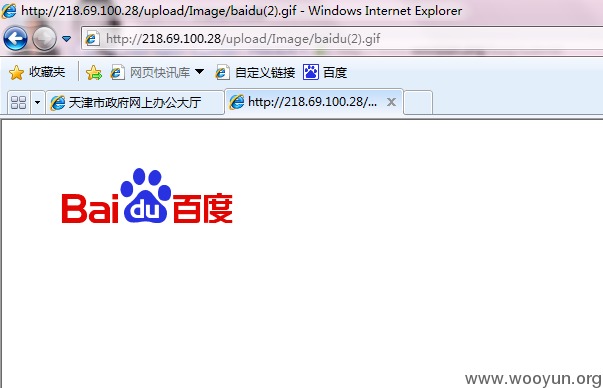 http://218.69.100.28/upload/Image/baidu(2).gif - Windows Internet Explorer
http://218.69.100.28/upload/Image/baidu(2).gif
收藏夹 网页快讯库 自定义链接 百度
天津市政府网上办公大厅 http://218.69.100.28/...
Bai du 百度
www.wooyun.org